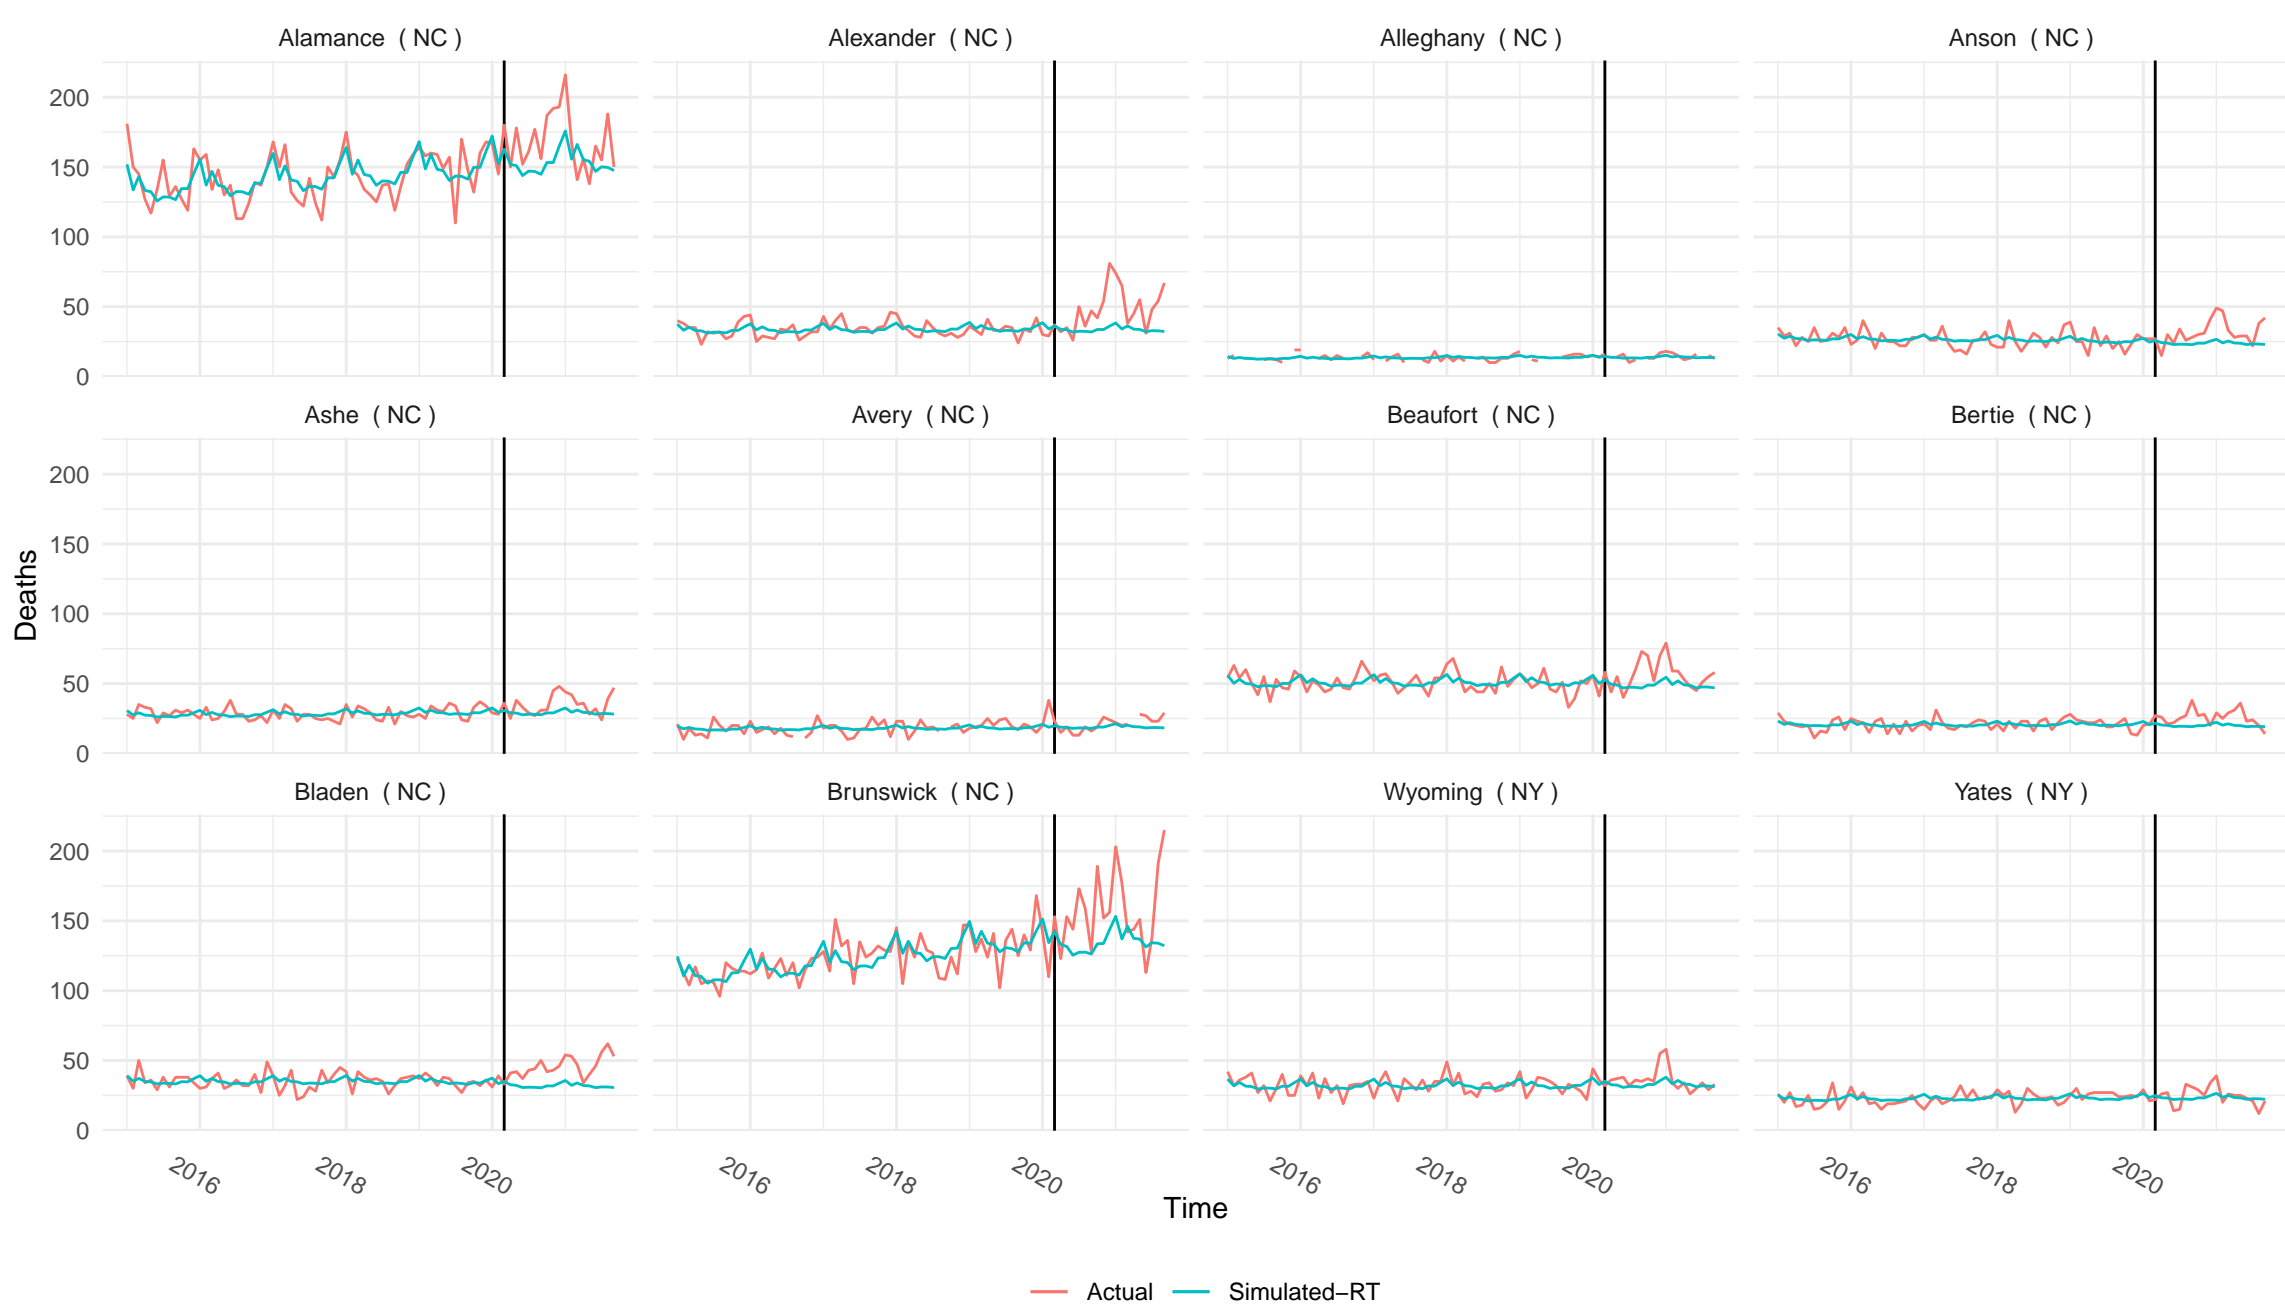 Alamance ( NC )
Alexander ( NC )
Alleghany ( NC )
Anson ( NC )
200
150
100
50
0
Ashe ( NC )
Avery ( NC )
Beaufort ( NC )
Bertie ( NC )
200
150
100
50
0
Deaths
Bladen ( NC )
Brunswick ( NC )
Wyoming ( NY )
Yates ( NY )
200
150
100
50
0
2016
2018
2020
2016
2018
2020
2016
2018
2020
2016
2018
2020
Time
Actual
Simulated−RT